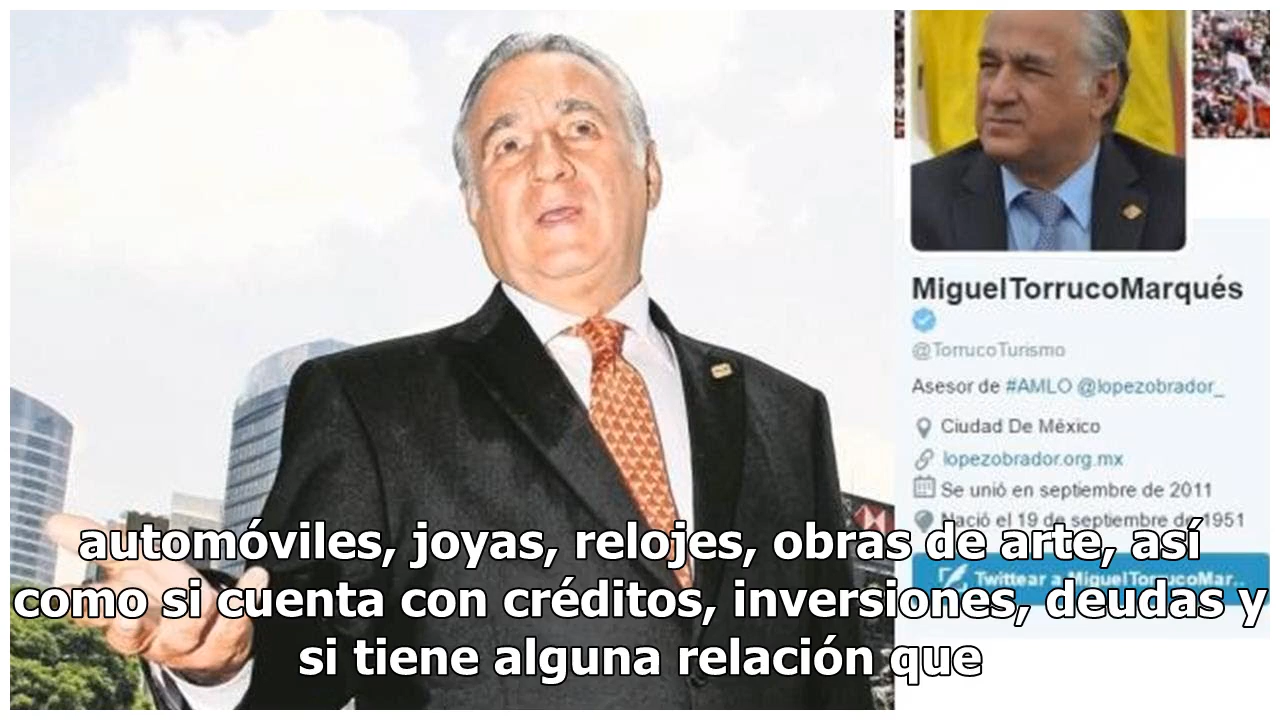 MiguelTorrucoMarqués
@TorrucoTurismo
Asesor de #AMLO @lopezobrador_
Ciudad De México
lopezobrador.org.mx
Se unió en septiembre de 2011
Nació el 19 de septiembre de 1951
Twittear a MiguelTorrucoMar..
automóviles, joyas, relojes, obras de arte, así
como si cuenta con créditos, inversiones, deudas y
si tiene alguna relación que